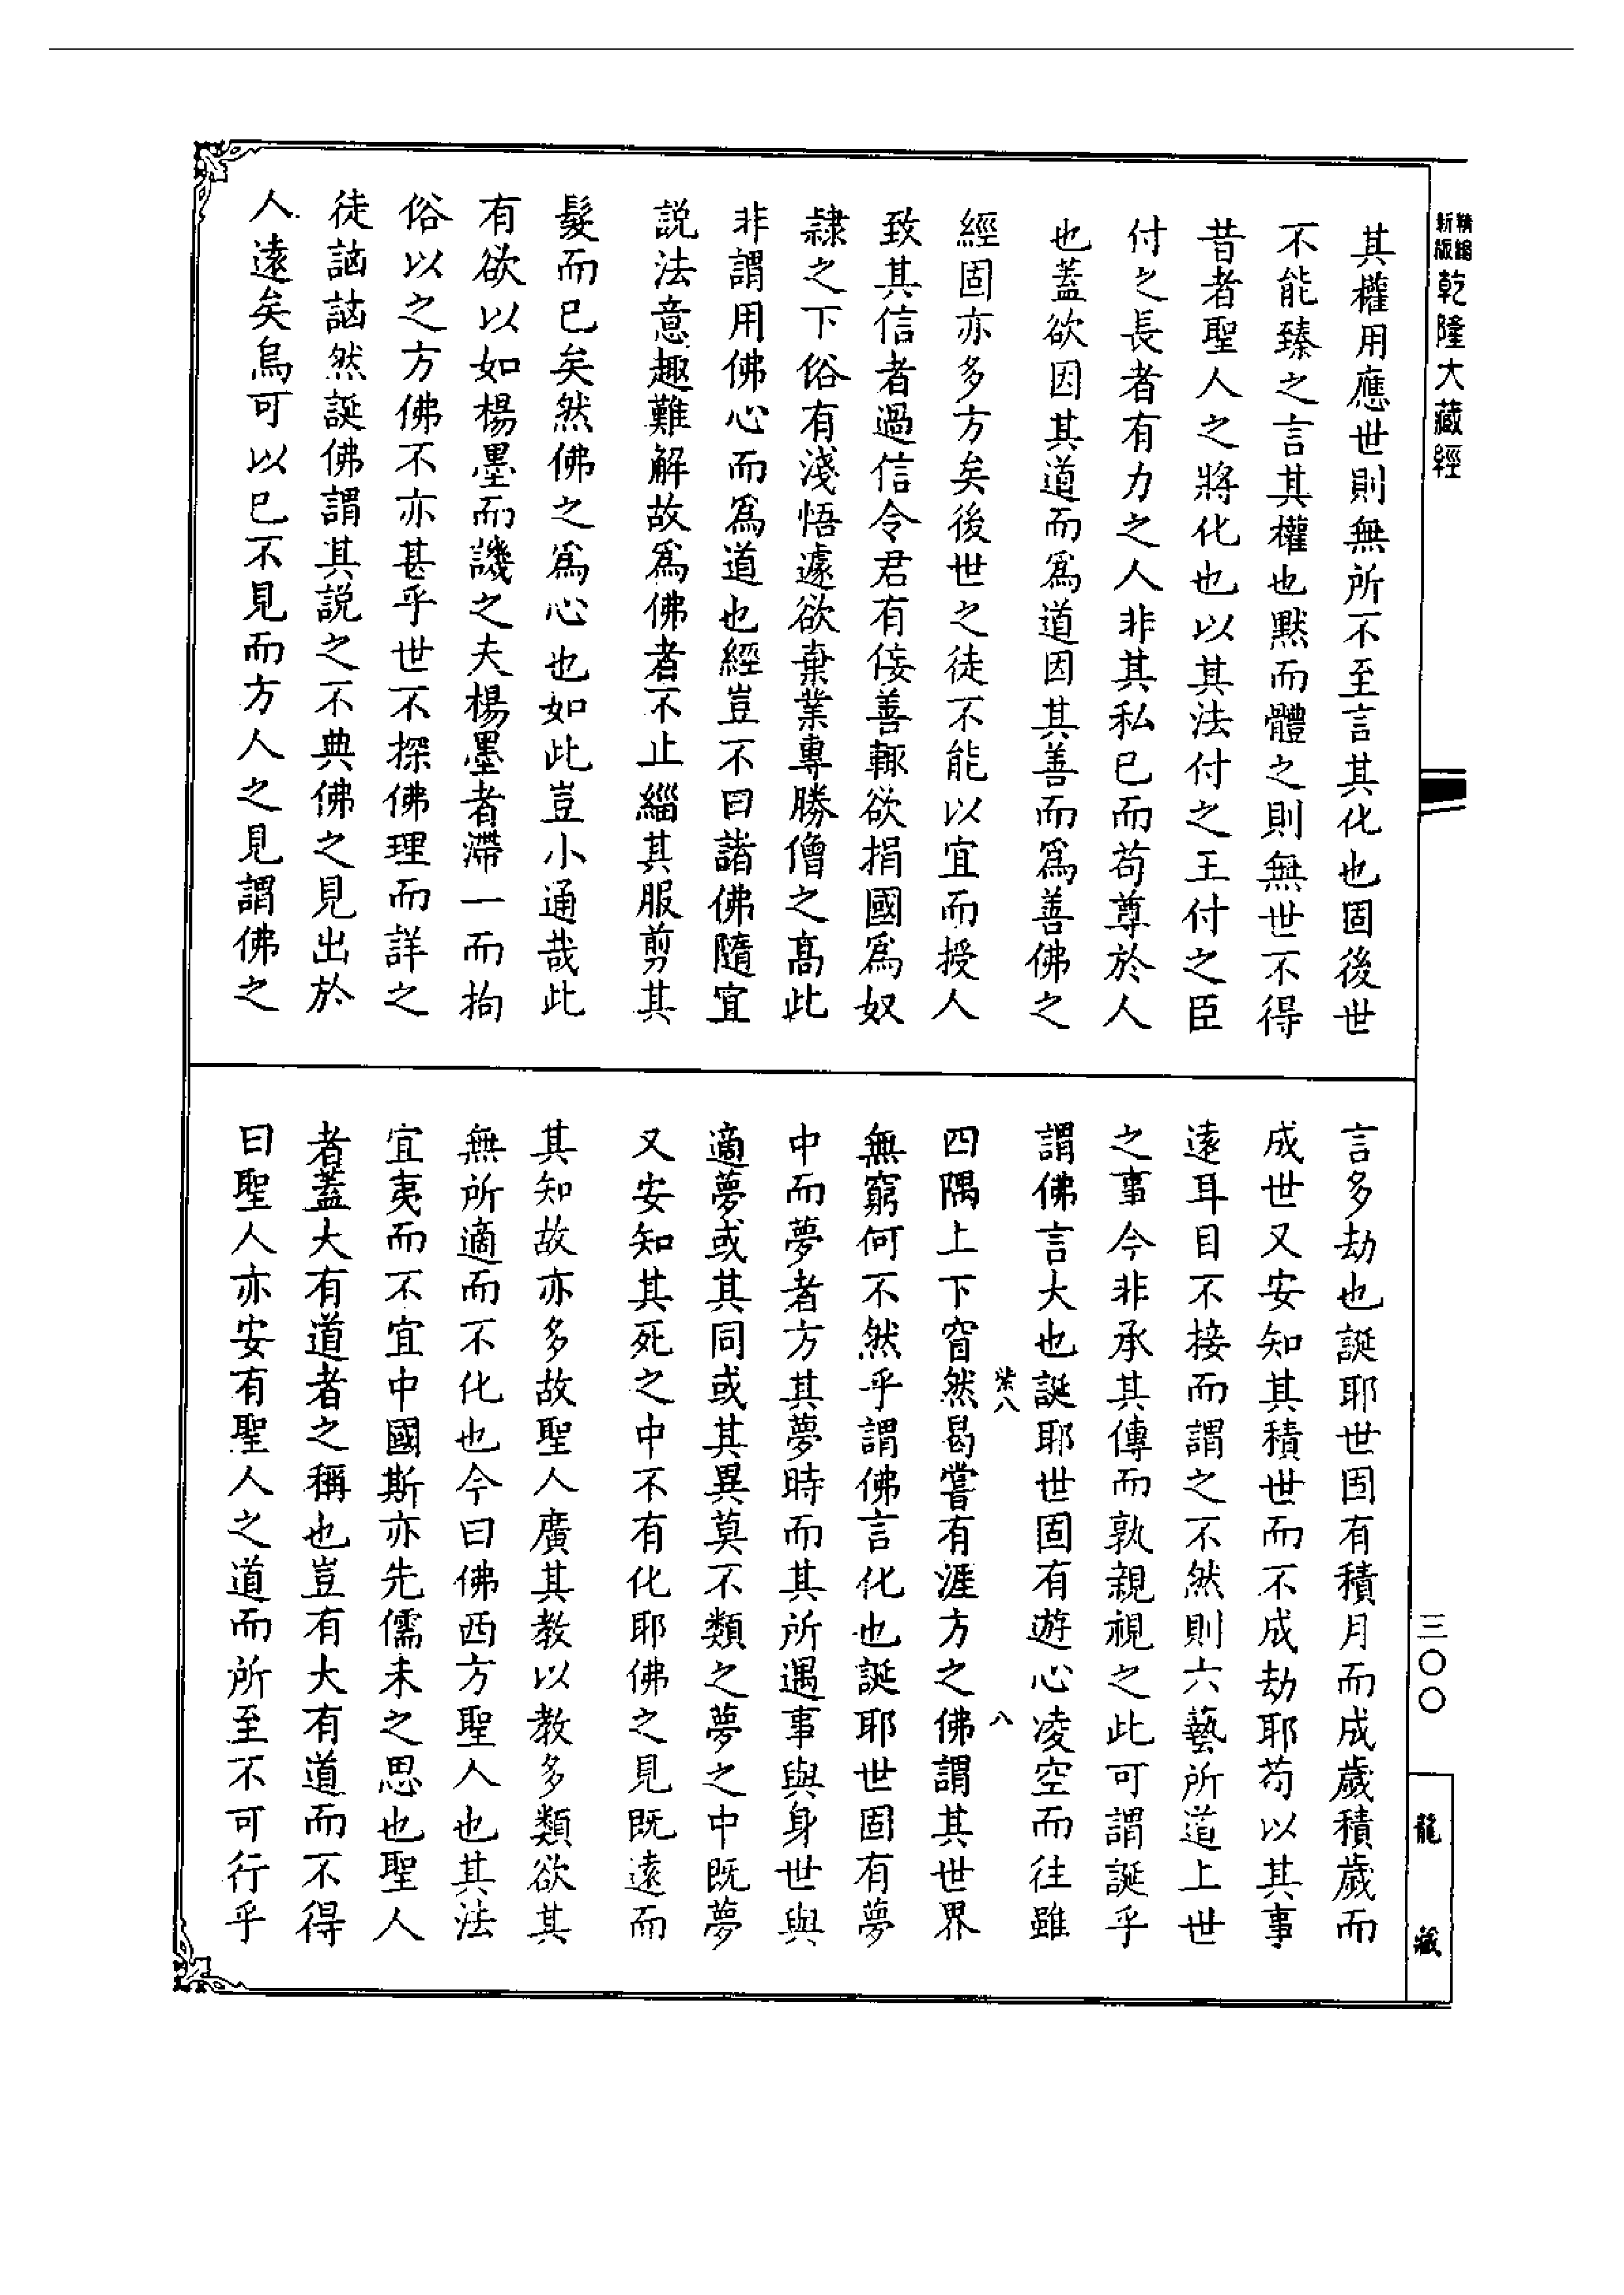 新版精縮乾隆大藏經
其權用應世則無所不至言其化也固後世
不能臻之言其權也黙而體之則無世不得
昔者聖人之將化也以其法付之王付之臣
付之長者有力之人非其私已而苟尊於人
也蓋欲因其道而爲道因其善而爲善佛之
經固亦多方矣後世之徒不能以宜而授人
致其信者過信令君有佞善輙欲捐國爲奴
隷之下俗有淺悟遽欲棄業專勝僧之髙此
非謂用佛心而爲道也經豈不曰諸佛隨宜
説法意趣難解故爲佛者不止緇其服剪其
髮而已矣然佛之爲心也如此豈小通哉此
有欲以如楊墨而譏之夫楊墨者滯一而拘
俗以之方佛不亦甚乎世不探佛理而詳之
徒訩訩然誕佛謂其説之不典佛之見出於
人遠矣烏可以已不見而方人之見謂佛之
言多劫也誕耶世固有積月而成歲積歲而
成世又安知其積世而不成劫耶苟以其事
遠耳目不接而謂之不然則六藝所道上世
之事今非承其傳而孰親視之此可謂誕乎
謂佛言大也誕耶世固有遊心凌空而往雖
四隅上下窅然曷嘗有涯方之佛謂其世界
無窮何不然乎謂佛言化也誕耶世固有夢
中而夢者方其夢時而其所遇事與身世與
適夢或其同或其異莫不類之夢之中既夢
又安知其死之中不有化耶佛之見既遠而
其知故亦多故聖人廣其教以教多類欲其
無所適而不化也今曰佛西方聖人也其法
宜夷而不宜中國斯亦先儒未之思也聖人
者蓋大有道者之稱也豈有大有道而不得
曰聖人亦安有聖人之道而所至不可行乎
紫八
八
三〇〇
龍藏